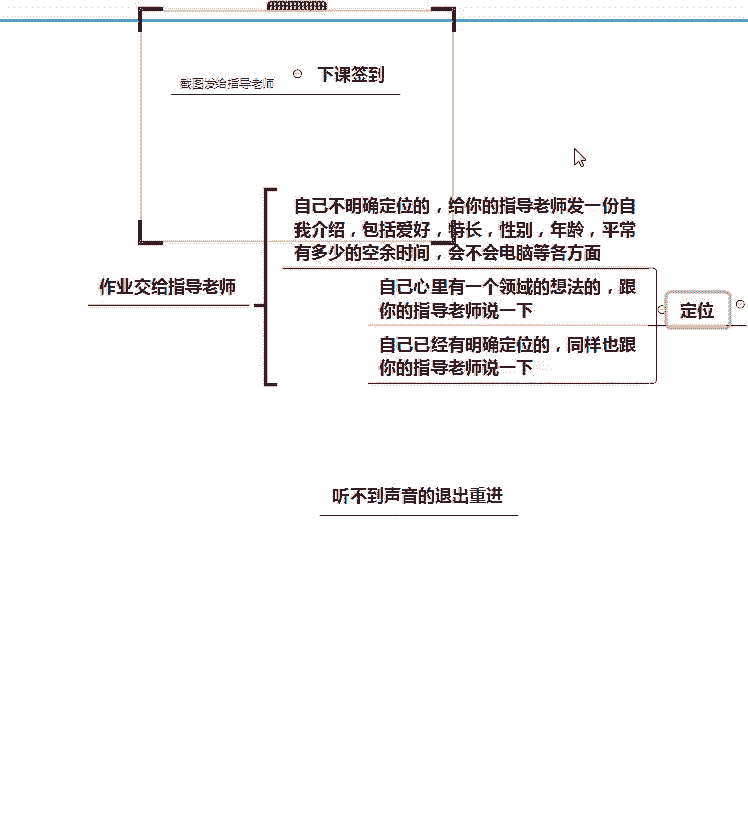 截图发给指导老师
下课签到
自己不明确定位的，给你的指导老师发一份自
我介绍，包括爱好，特长，性别，年龄，平常
有多少的空余时间，会不会电脑等各方面
作业交给指导老师
自己心里有一个领域的想法的，跟
你的指导老师说一下
定位
自己已经有明确定位的，同样也跟
你的指导老师说一下
听不到声音的退出重进